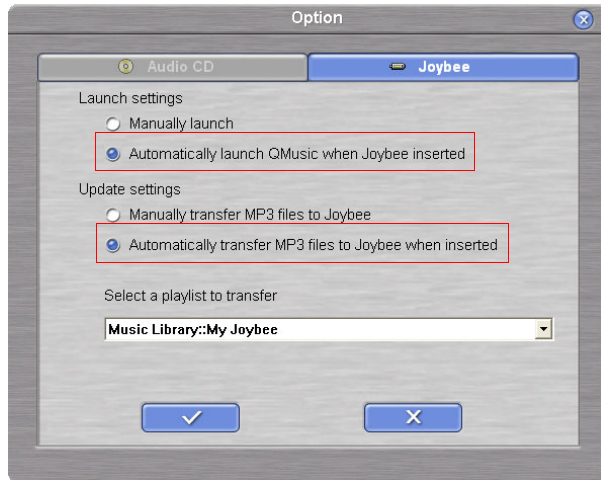 Option
Audio CD
Joybee
Launch settings
Manually launch
Automatically launch QMusic when Joybee inserted
Update settings
Manually transfer MP3 files to Joybee
Automatically transfer MP3 files to Joybee when inserted
Select a playlist to transfer
Music Library::My Joybee